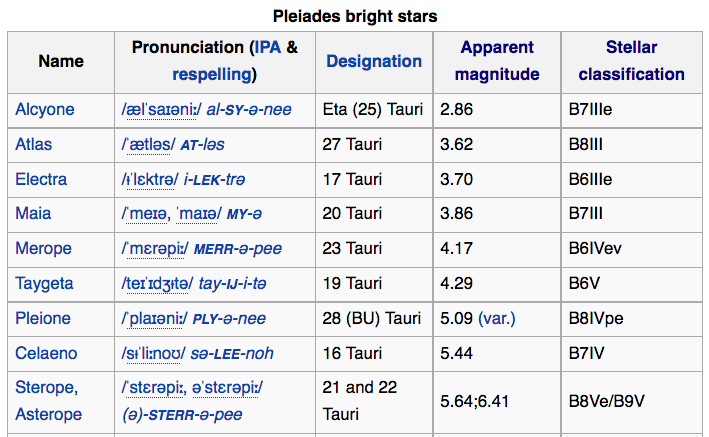 Pleiades bright stars
Name Pronunciation (IPA & respelling) Designation Apparent magnitude Stellar classification
Alcyone /ælˈsaɪəniː/ al-SY-ə-nee Eta (25) Tauri 2.86 B7IIIe
Atlas /ˈætləs/ AT-ləs 27 Tauri 3.62 B8III
Electra /ɨˈlɛktrə/ i-LEK-trə 17 Tauri 3.70 B6IIIe
Maia /ˈmeɪə, ˈmaɪə/ MY-ə 20 Tauri 3.86 B7III
Merope /ˈmɛrəpiː/ MERR-ə-pee 23 Tauri 4.17 B6IVev
Taygeta /teɪˈɪdʒɨtə/ tay-IJ-i-tə 19 Tauri 4.29 B6V
Pleione /ˈplaɪəniː/ PLY-ə-nee 28 (BU) Tauri 5.09 (var.) B8IVpe
Celaeno /sɨˈliːnoʊ/ sə-LEE-noh 16 Tauri 5.44 B7IV
Sterope, Asterope /ˈstɛrəpiː, əˈstɛrəpiː/ (ə)-STERR-ə-pee 21 and 22 Tauri 5.64;6.41 B8Ve/B9V